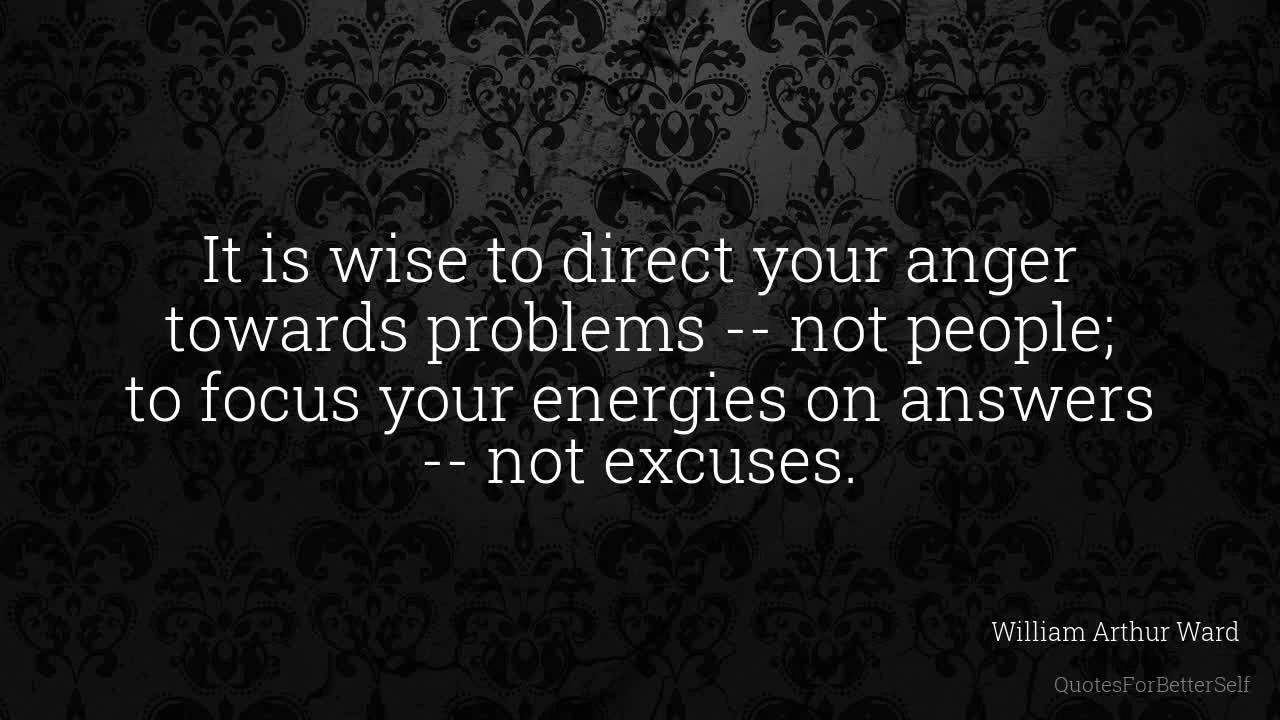 It is wise to direct your anger
towards problems -- not people;
to focus your energies on answers
-- not excuses.
William Arthur Ward
QuotesForBetterSelf